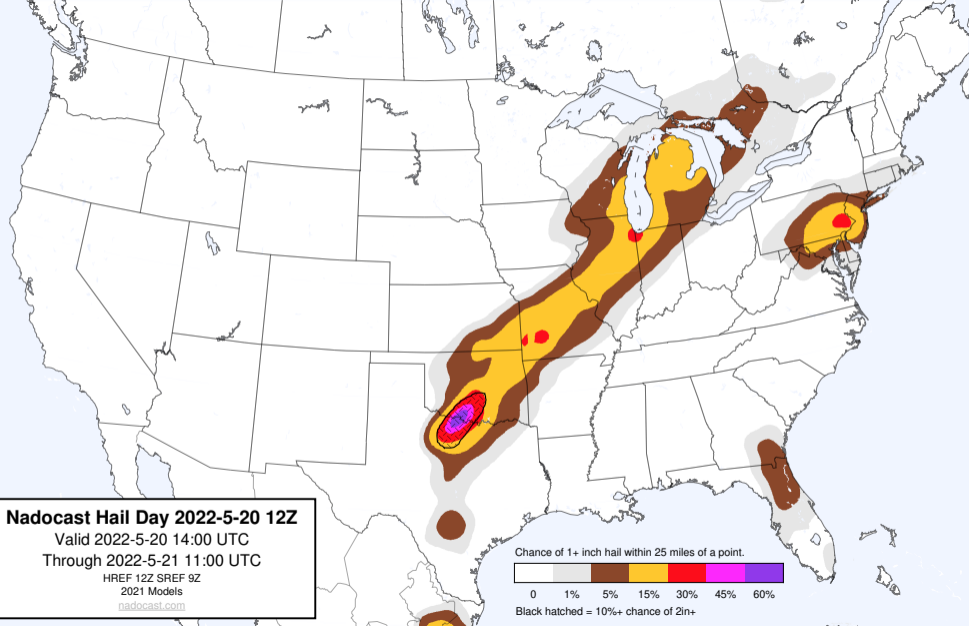 Nadocast Hail Day 2022-5-20 12Z
Valid 2022-5-20 14:00 UTC
Through 2022-5-21 11:00 UTC
HREF 12Z SREF 9Z
2021 Models
nadocast.com
Chance of 1+ inch hail within 25 miles of a point.
0 1% 5% 15% 30% 45% 60%
Black hatched = 10%+ chance of 2in+